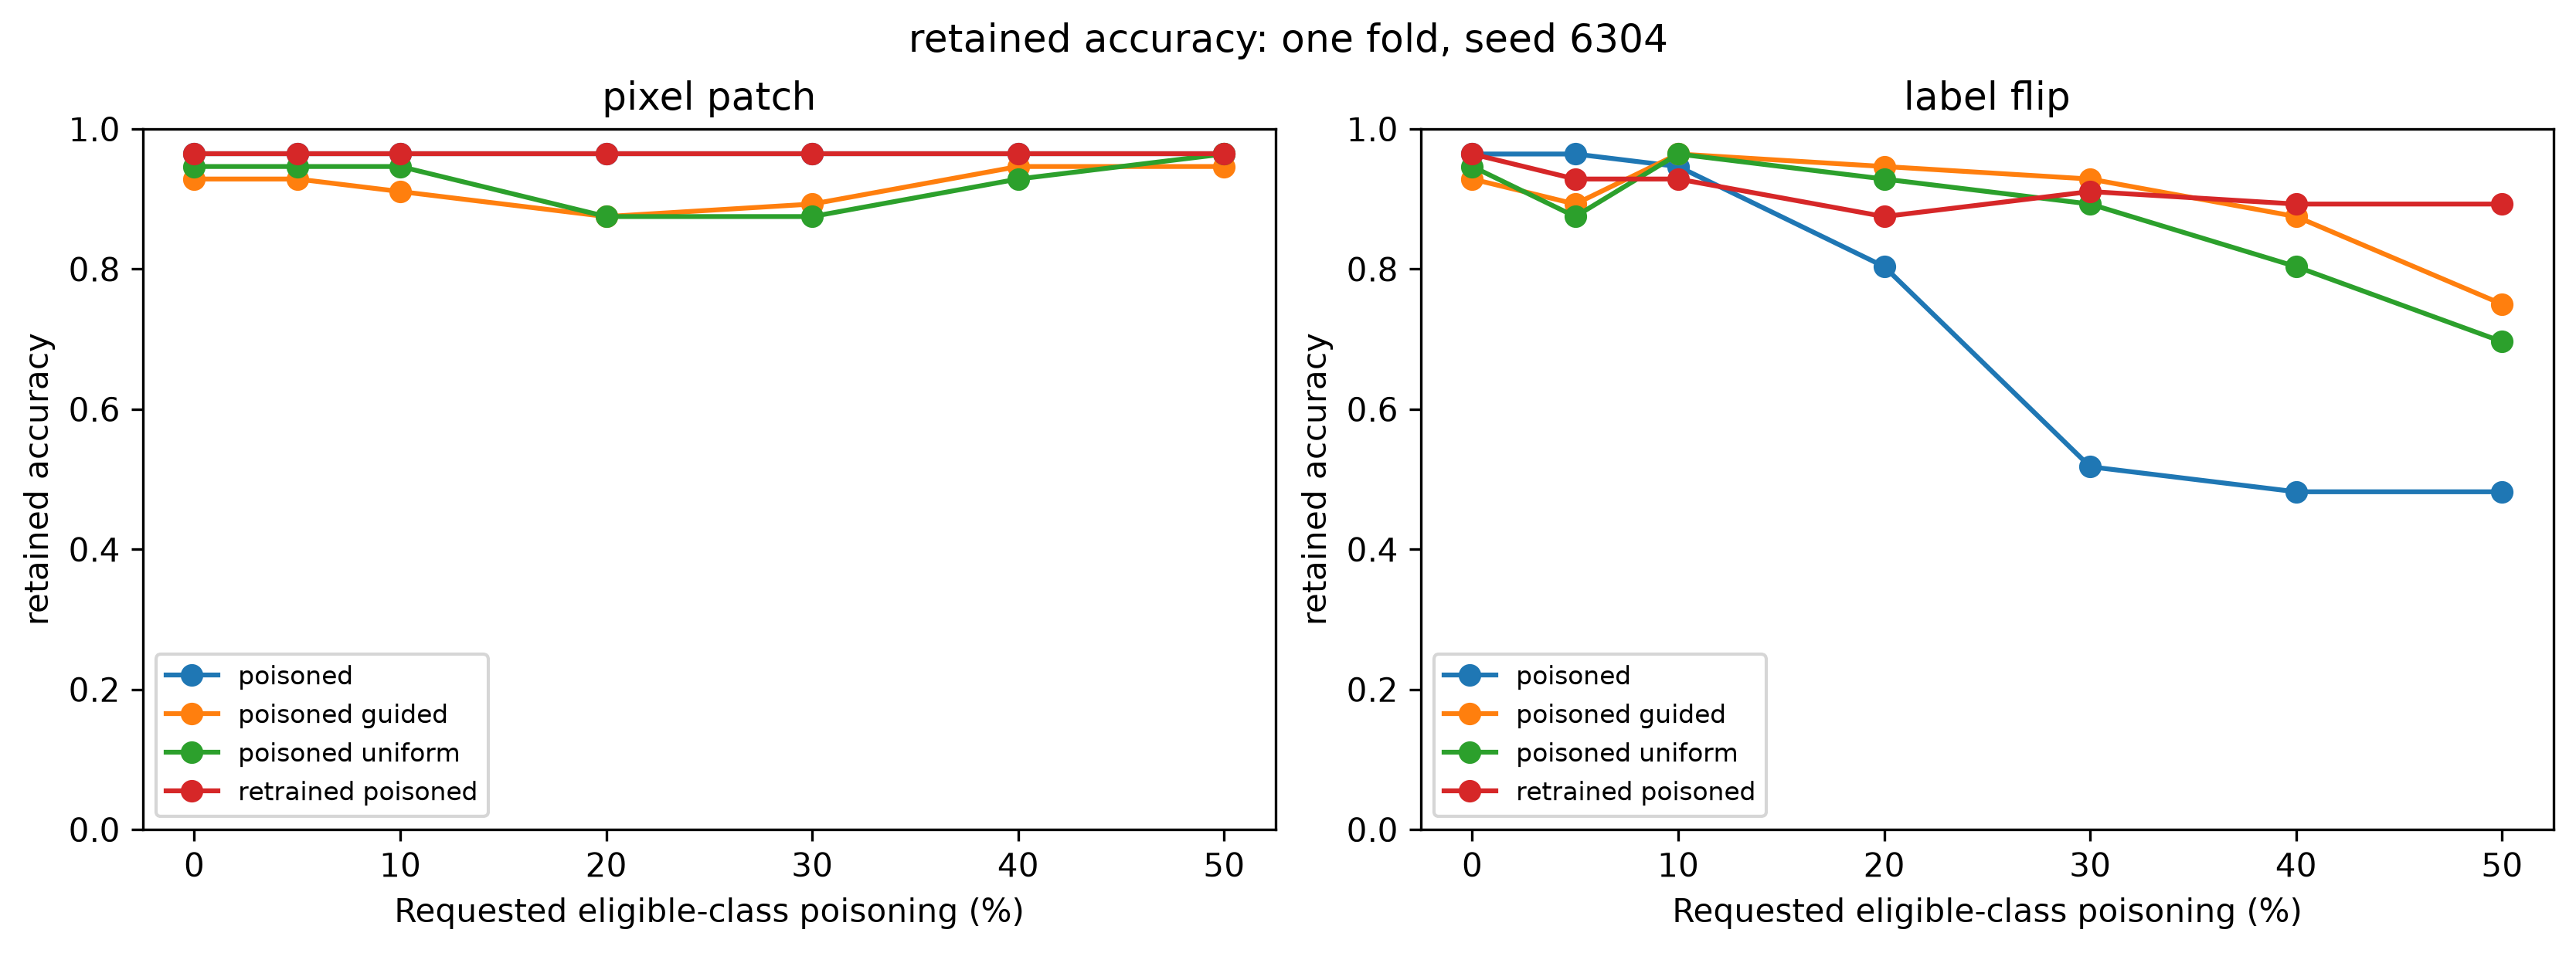 retained accuracy: one fold, seed 6304
pixel patch
retained accuracy
1.0
0.8
0.6
0.4
0.2
0.0
poisoned
poisoned guided
poisoned uniform
retrained poisoned
0 10 20 30 40 50
Requested eligible-class poisoning (%)
label flip
retained accuracy
1.0
0.8
0.6
0.4
0.2
0.0
poisoned
poisoned guided
poisoned uniform
retrained poisoned
0 10 20 30 40 50
Requested eligible-class poisoning (%)